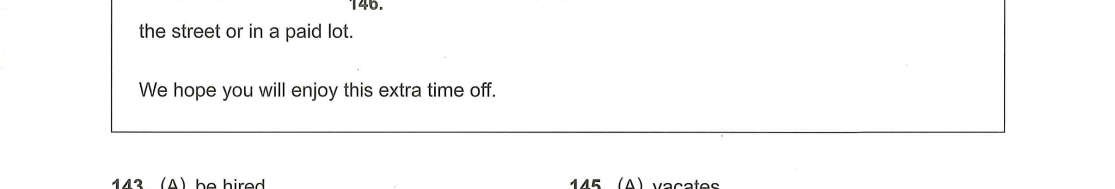 146.
the street or in a paid lot.
We hope you will enjoy this extra time off.
143 (A) be hired
145 (A) vacates